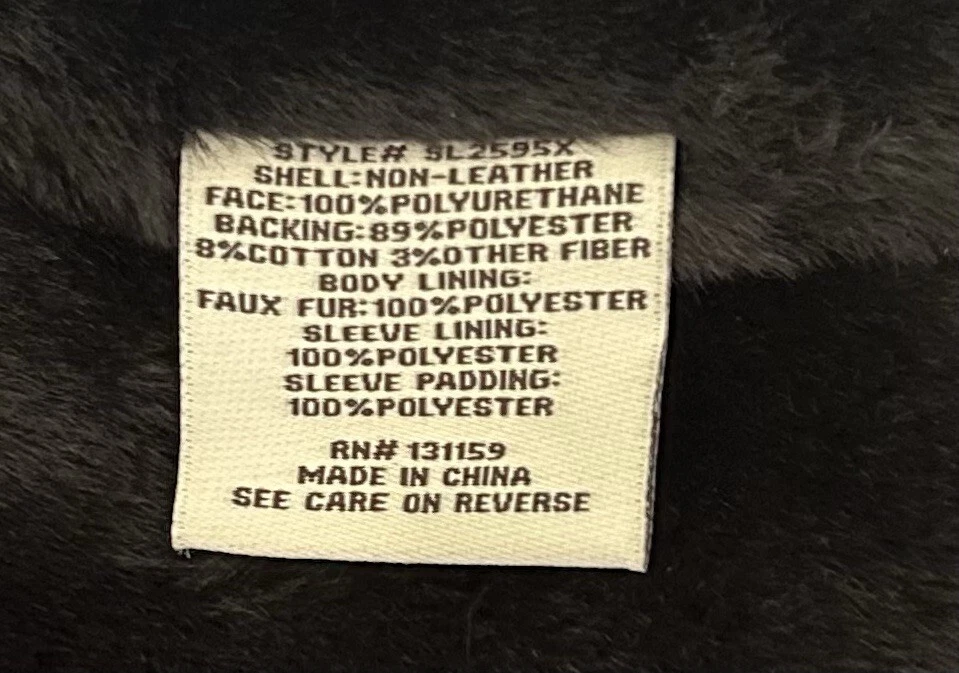 STYLE# SL2595X
SHELL:NON-LEATHER
FACE:100%POLYURETHANE
BACKING:89%POLYESTER
8%COTTON 3%OTHER FIBER
BODY LINING:
FAUX FUR:100%POLYESTER
SLEEVE LINING:
100%POLYESTER
SLEEVE PADDING:
100%POLYESTER
RN# 131159
MADE IN CHINA
SEE CARE ON REVERSE